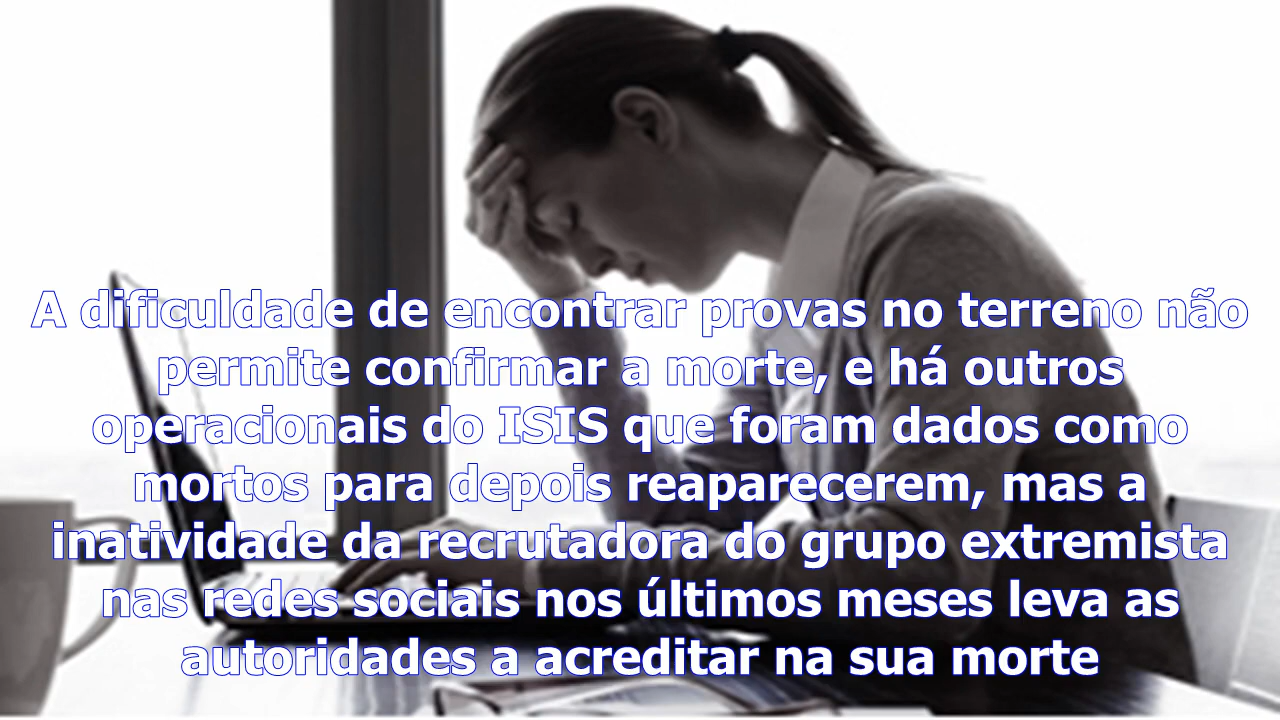 A dificuldade de encontrar provas no terreno não
permite confirmar a morte, e há outros
operacionais do ISIS que foram dados como
mortos para depois reaparecerem, mas a
inatividade da recrutadora do grupo extremista
nas redes sociais nos últimos meses leva as
autoridades a acreditar na sua morte